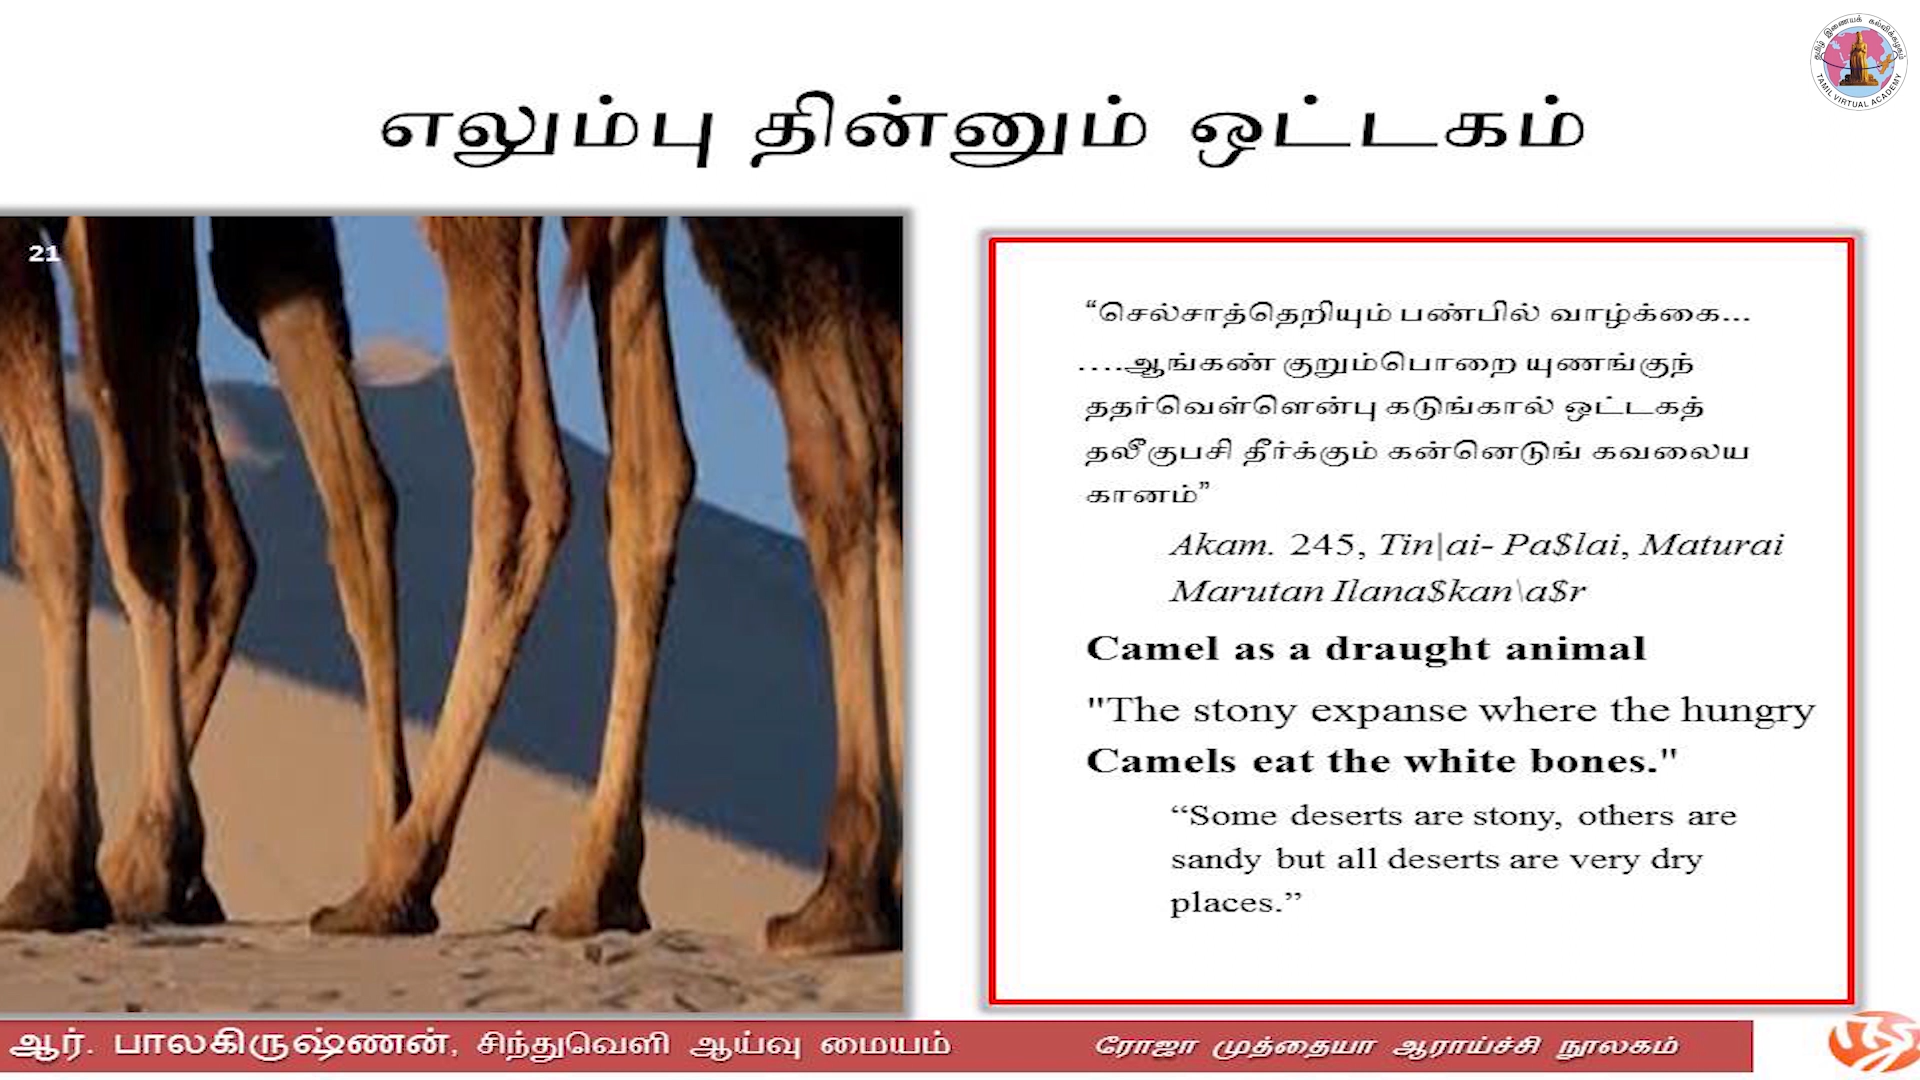 தமிழ் இணையக் கல்விக்கழகம்
TAMIL VIRTUAL ACADEMY
எலும்பு தின்னும் ஒட்டகம்
21
“செல்சாத்தெறியும் பண்பில் வாழ்க்கை...
....ஆங்கண் குறும்பொறை யுணங்குந்
ததர்வெள்ளென்பு கடுங்கால் ஒட்டகத்
தலீகுபசி தீர்க்கும் கன்னெடுங் கவலைய
கானம்”
Akam. 245, Tin|ai- Pa$lai, Maturai
Marutan Ilana$kan\a$r
Camel as a draught animal
"The stony expanse where the hungry
Camels eat the white bones."
“Some deserts are stony, others are
sandy but all deserts are very dry
places.”
ஆர். பாலகிருஷ்ணன், சிந்துவெளி ஆய்வு மையம்
ரோஜா முத்தையா ஆராய்ச்சி நூலகம்